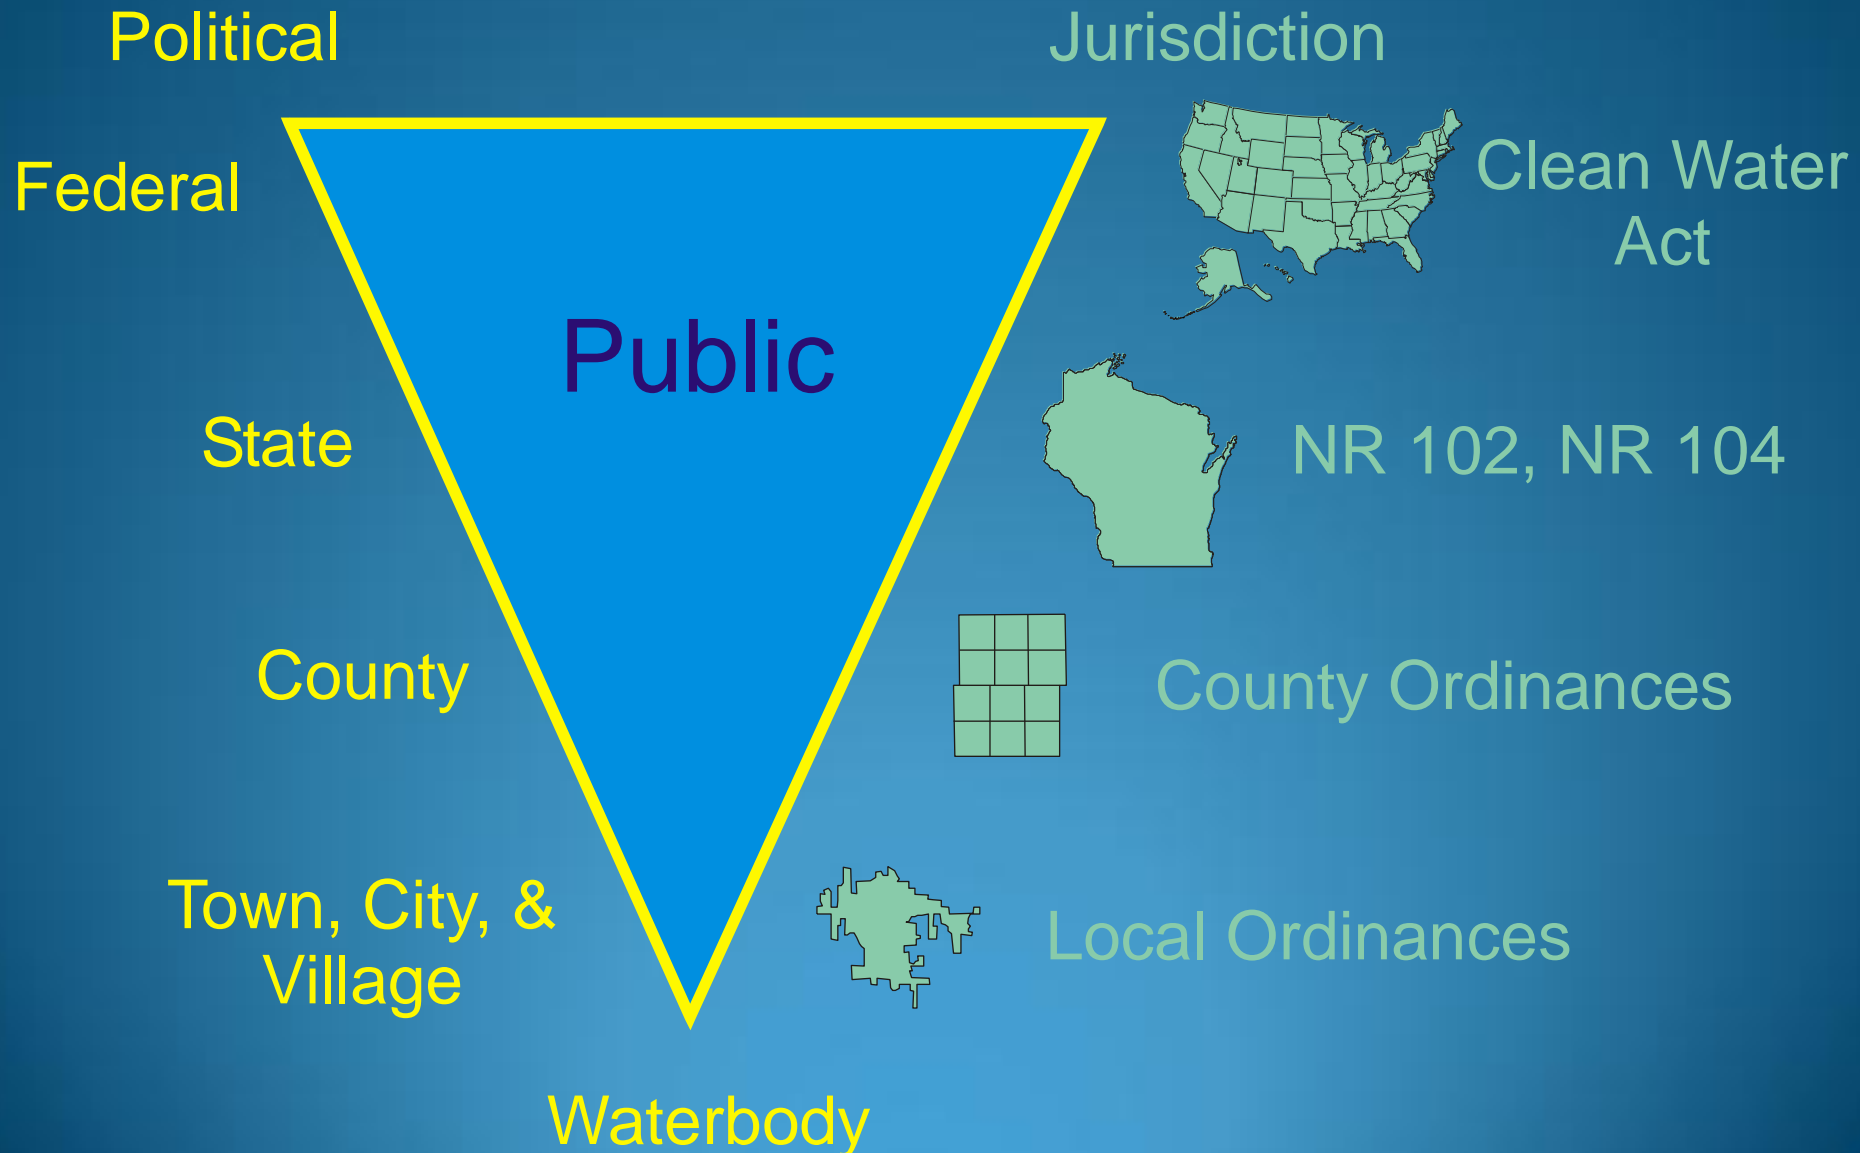 Political
Jurisdiction
Federal
Clean Water
Act
Public
State
NR 102, NR 104
County
County Ordinances
Town, City, &
Village
Local Ordinances
Waterbody